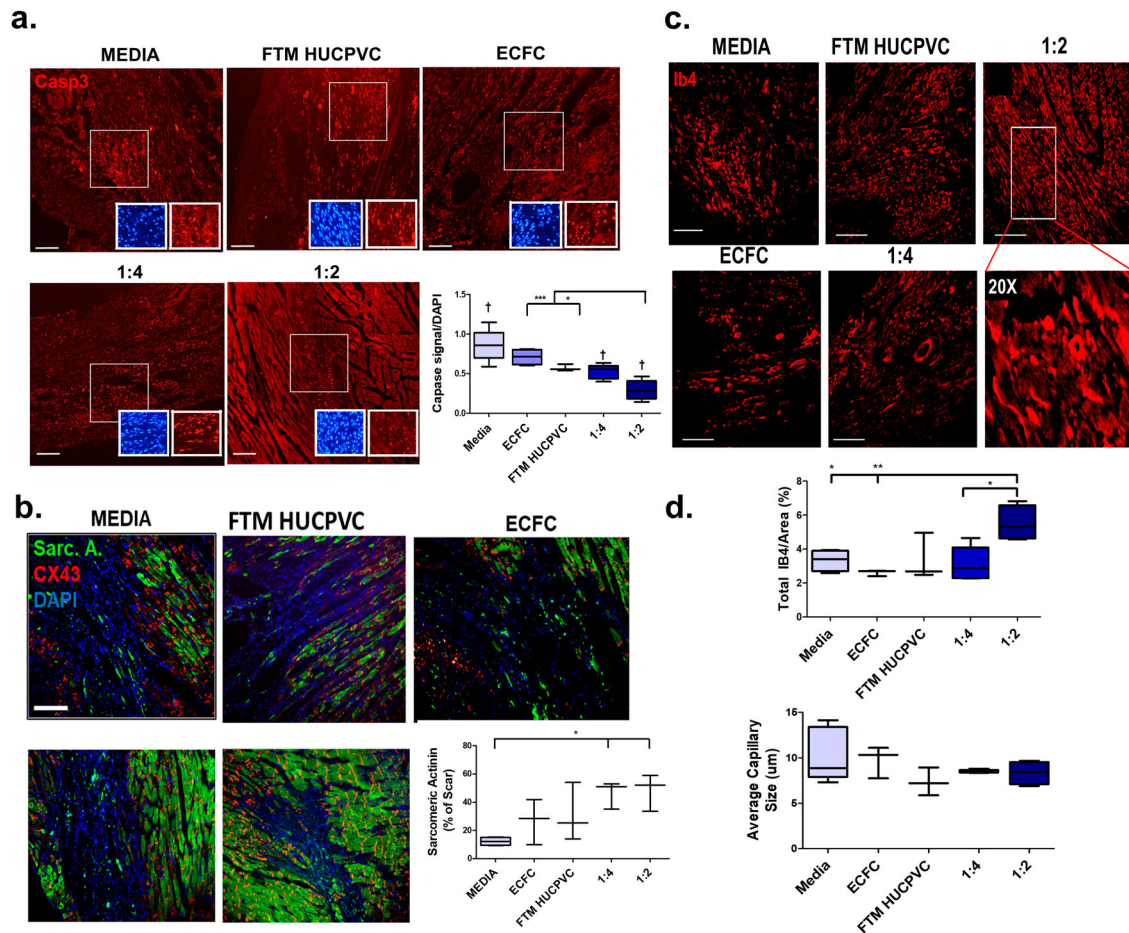 a.
MEDIA
FTM HUCPVC
ECFC
Casp3
1:4
1:2
Capase signal/DAPI
1.5
1.0
0.5
0.0
†
***
*
†
†
Media
ECFC
FTM HUCPVC
1:4
1:2
b.
MEDIA
FTM HUCPVC
ECFC
Sarc. A.
CX43
DAPI
Sarcomeric Actinin
(% of Scar)
80
60
40
20
0
*
MEDIA
ECFC
FTM HUCPVC
1:4
1:2
c.
MEDIA
FTM HUCPVC
1:2
Ib4
ECFC
1:4
20X
d.
Total IB4/Area (%)
8
6
4
2
0
*
**
*
Media
ECFC
FTM HUCPVC
1:4
1:2
Average Capillary
Size (um)
15
10
5
0
Media
ECFC
FTM HUCPVC
1:4
1:2